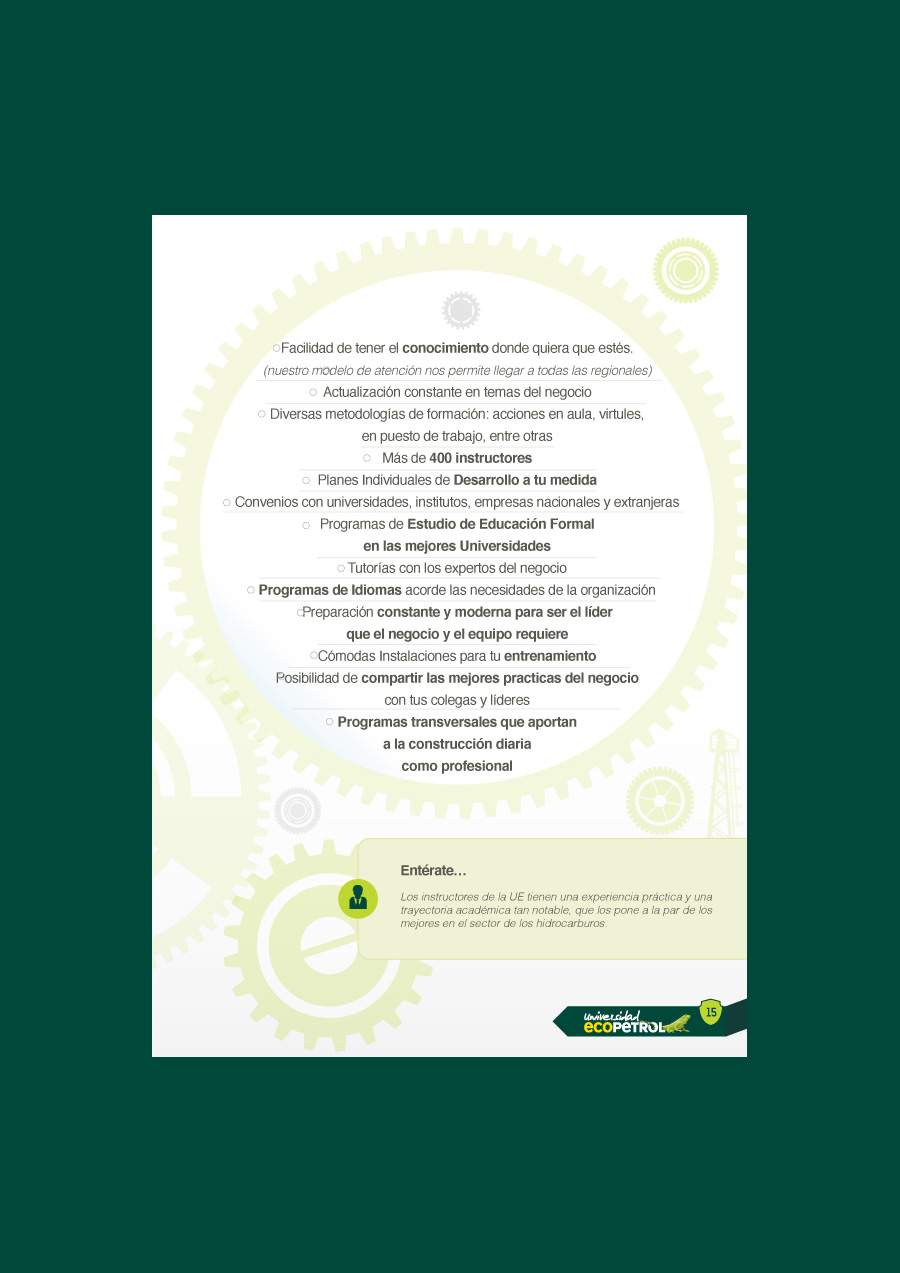 Facilidad de tener el conocimiento donde quiera que estés.
(nuestro modelo de atención nos permite llegar a todas las regionales)
Actualización constante en temas del negocio
Diversas metodologías de formación: acciones en aula, virtules,
en puesto de trabajo, entre otras
Más de 400 instructores
Planes Individuales de Desarrollo a tu medida
Convenios con universidades, institutos, empresas nacionales y extranjeras
Programas de Estudio de Educación Formal
en las mejores Universidades
Tutorías con los expertos del negocio
Programas de Idiomas acorde las necesidades de la organización
Preparación constante y moderna para ser el líder
que el negocio y el equipo requiere
Cómodas Instalaciones para tu entrenamiento
Posibilidad de compartir las mejores practicas del negocio
con tus colegas y líderes
Programas transversales que aportan
a la construcción diaria
como profesional
Entérate…
Los instructores de la UE tienen una experiencia práctica y una
trayectoria académica tan notable, que los pone a la par de los
mejores en el sector de los hidrocarburos.
15
universidad
ecoPETROL